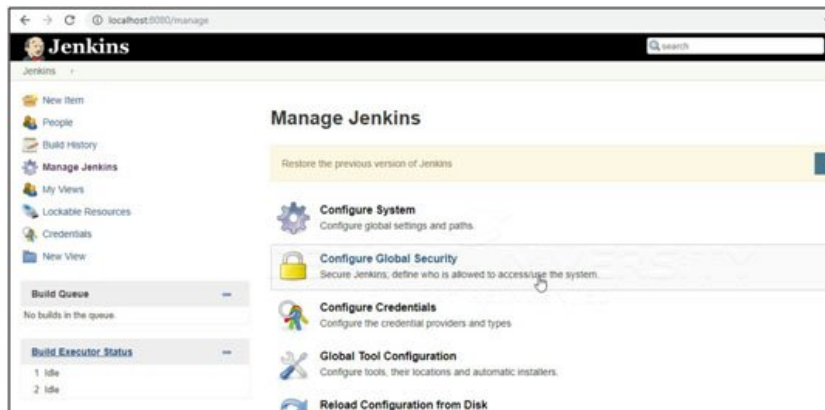 localhost:8080/manage
Jenkins
search
Jenkins
New Item
People
Build History
Manage Jenkins
My Views
Lockable Resources
Credentials
New View
Build Queue
No builds in the queue.
Build Executor Status
1 Idle
2 Idle
Manage Jenkins
Restore the previous version of Jenkins
Configure System
Configure global settings and paths.
Configure Global Security
Secure Jenkins; define who is allowed to access/use the system.
Configure Credentials
Configure the credential providers and types
Global Tool Configuration
Configure tools, their locations and automatic installers.
Reload Configuration from Disk